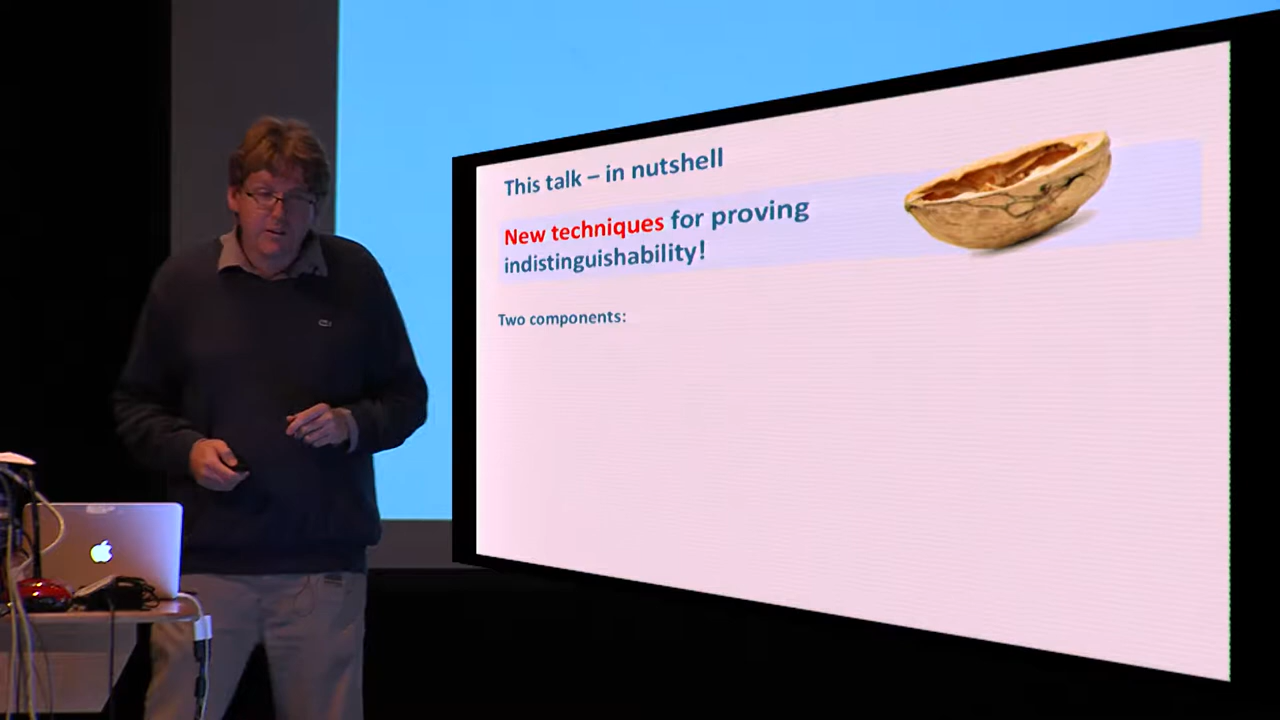 This talk – in nutshell
New techniques for proving
indistinguishability!
Two components: